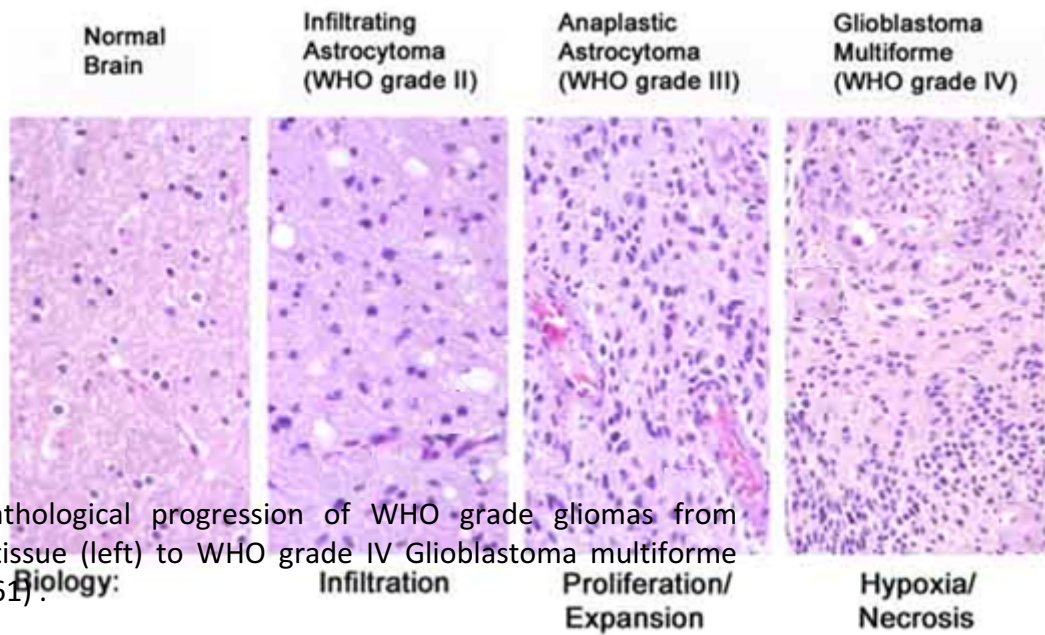 Normal
Brain
Infiltrating
Astrocytoma
(WHO grade II)
Anaplastic
Astrocytoma
(WHO grade III)
Glioblastoma
Multiforme
(WHO grade IV)
athological progression of WHO grade gliomas from
tissue (left) to WHO grade IV Glioblastoma multiforme
61) .
Biology:
Infiltration
Proliferation/
Expansion
Hypoxia/
Necrosis